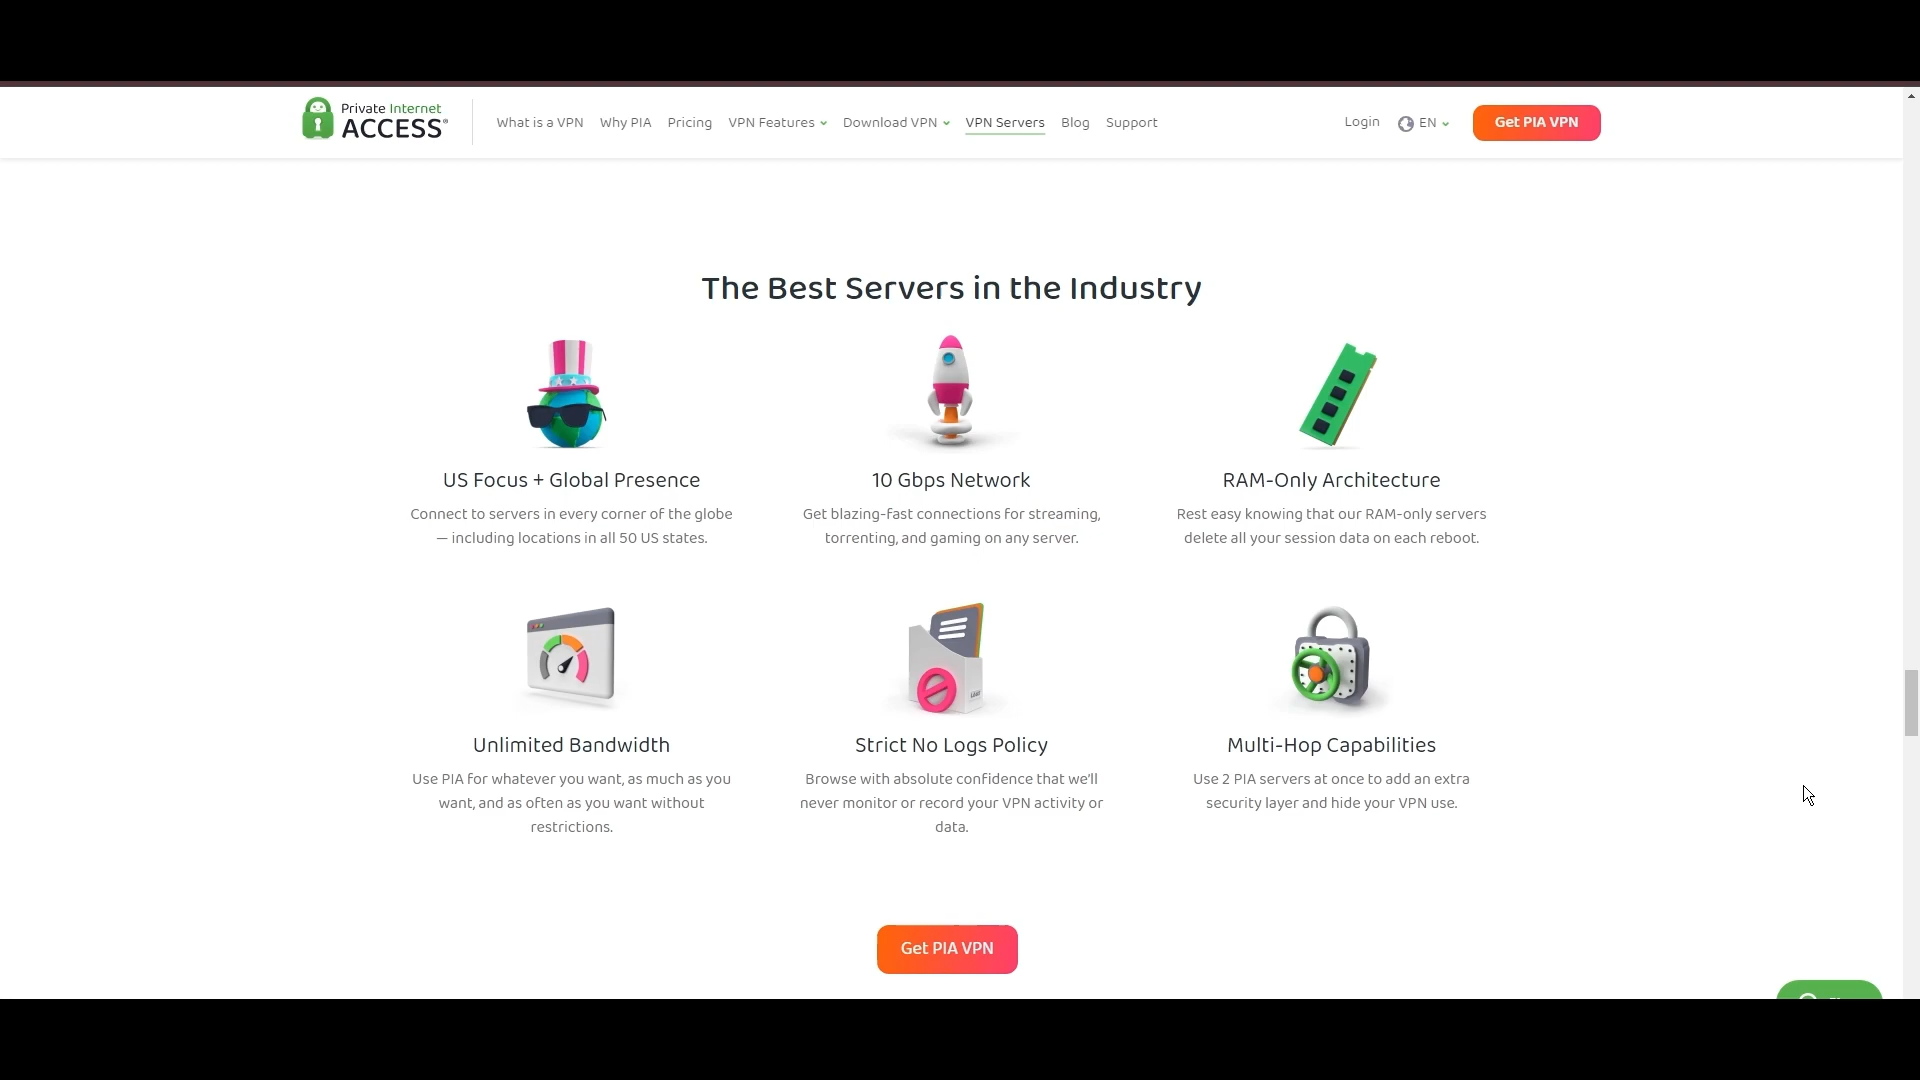 Private Internet
ACCESS®
What is a VPN Why PIA Pricing VPN Features Download VPN VPN Servers Blog Support Login EN Get PIA VPN
The Best Servers in the Industry
US Focus + Global Presence
Connect to servers in every corner of the globe
— including locations in all 50 US states.
10 Gbps Network
Get blazing-fast connections for streaming,
torrenting, and gaming on any server.
RAM-Only Architecture
Rest easy knowing that our RAM-only servers
delete all your session data on each reboot.
Unlimited Bandwidth
Use PIA for whatever you want, as much as you
want, and as often as you want without
restrictions.
Strict No Logs Policy
Browse with absolute confidence that we'll
never monitor or record your VPN activity or
data.
Multi-Hop Capabilities
Use 2 PIA servers at once to add an extra
security layer and hide your VPN use.
Get PIA VPN